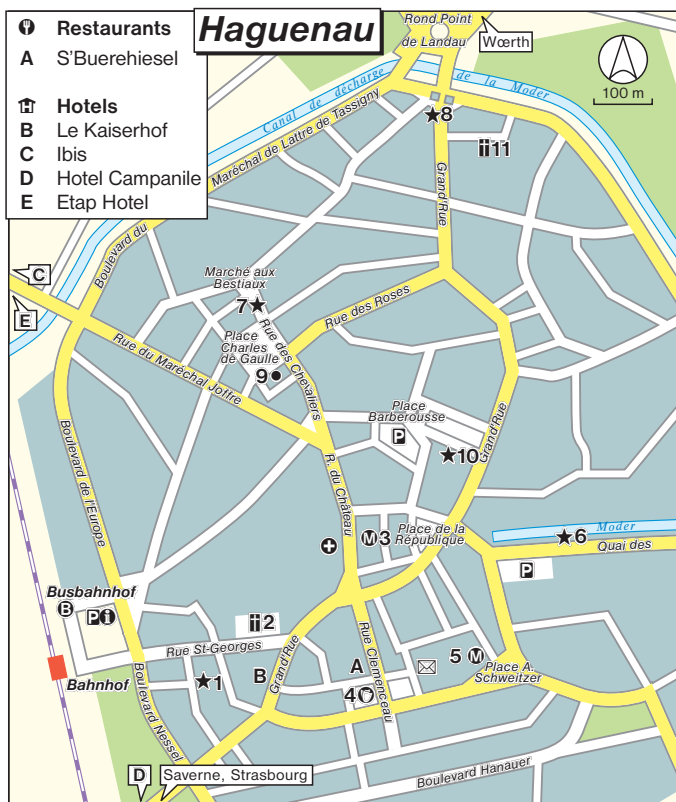 Haguenau
Restaurants
A S'Buerehiesel
Hotels
B Le Kaiserhof
C Ibis
D Hotel Campanile
E Etap Hotel
Rond Point
de Landau
Wœrth
100 m
Canal de décharge
de la Moder
Boulevard du Maréchal de Lattre de Tassigny
8
11
Grand'Rue
C
E
Marché aux
Bestiaux
7
Rue des Roses
Place
Charles
de Gaulle
Rue des Chevaliers
9
Rue du Maréchal Joffre
Place
Barberousse
P
10
Grand'Rue
R. du Château
Boulevard de l'Europe
M 3
Place de la
République
Moder
6
Quai des
P
Busbahnhof
B
P i
2
Rue St-Georges
Bahnhof
1
B
Grand'Rue
A
4
Rue Clemenceau
5 M
Place A.
Schweitzer
Boulevard Nessel
D
Saverne, Strasbourg
Boulevard Hanauer